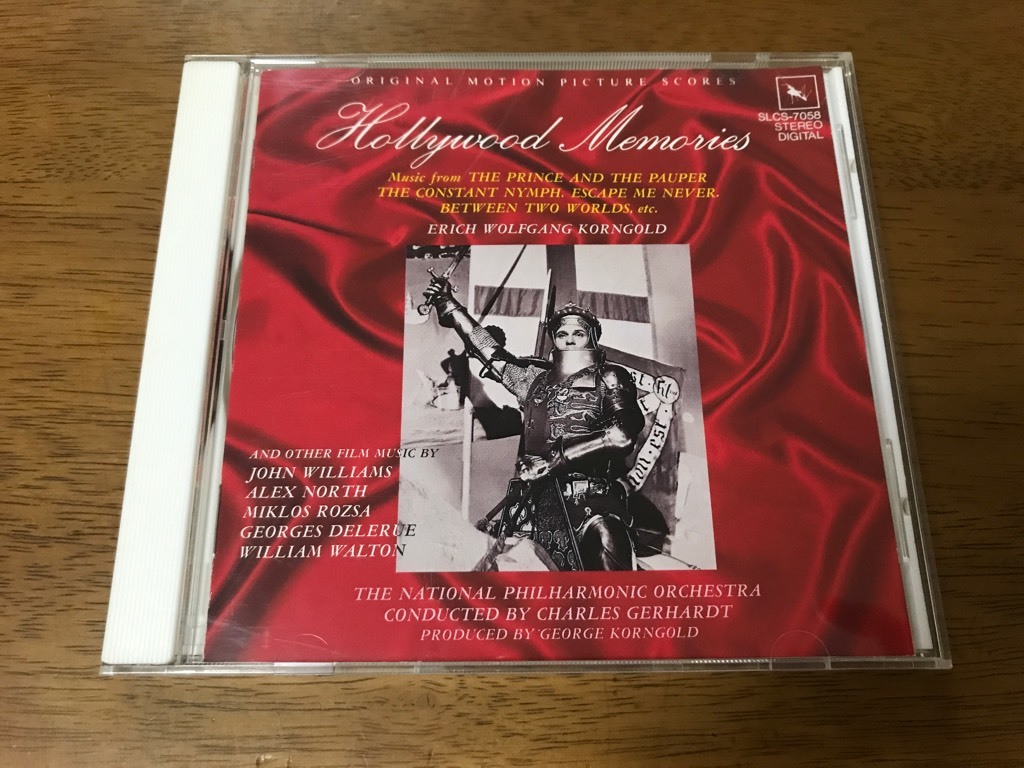 ORIGINAL MOTION PICTURE SCORES
Hollywood Memories
SLCS-7058
STEREO
DIGITAL
Music from THE PRINCE AND THE PAUPER
THE CONSTANT NYMPH. ESCAPE ME NEVER.
BETWEEN TWO WORLDS, etc.
ERICH WOLFGANG KORNGOLD
AND OTHER FILM MUSIC BY
JOHN WILLIAMS
ALEX NORTH
MIKLOS ROZSA
GEORGES DELERUE
WILLIAM WALTON
THE NATIONAL PHILHARMONIC ORCHESTRA
CONDUCTED BY CHARLES GERHARDT
PRODUCED BY GEORGE KORNGOLD